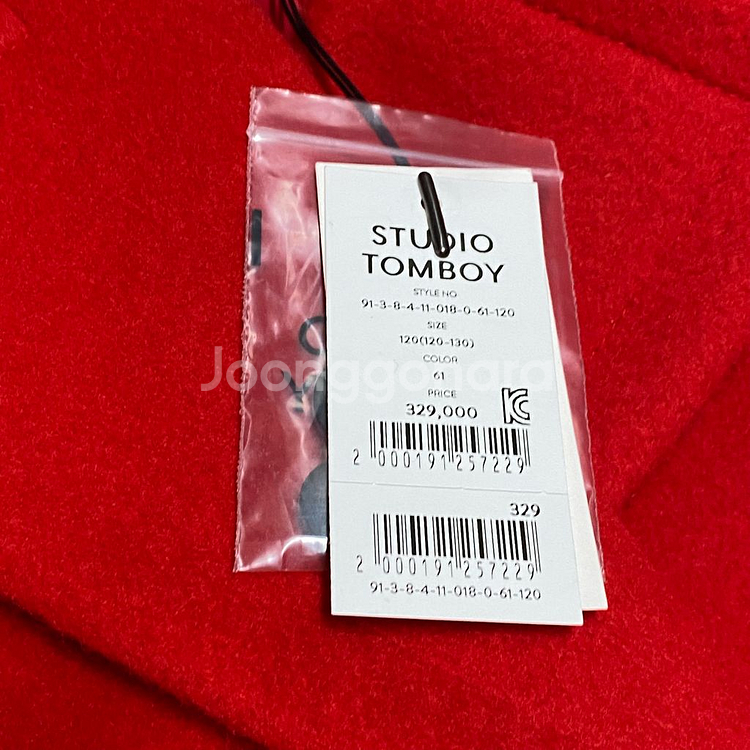 STUDIO
TOMBOY
STYLE NO
91-3-8-4-11-018-0-61-120
SIZE
120(120-130)
COLOR
61
PRICE
329,000
2 000191 257229
329
2 000191 257229
91-3-8-4-11-018-0-61-120
Joonggonara